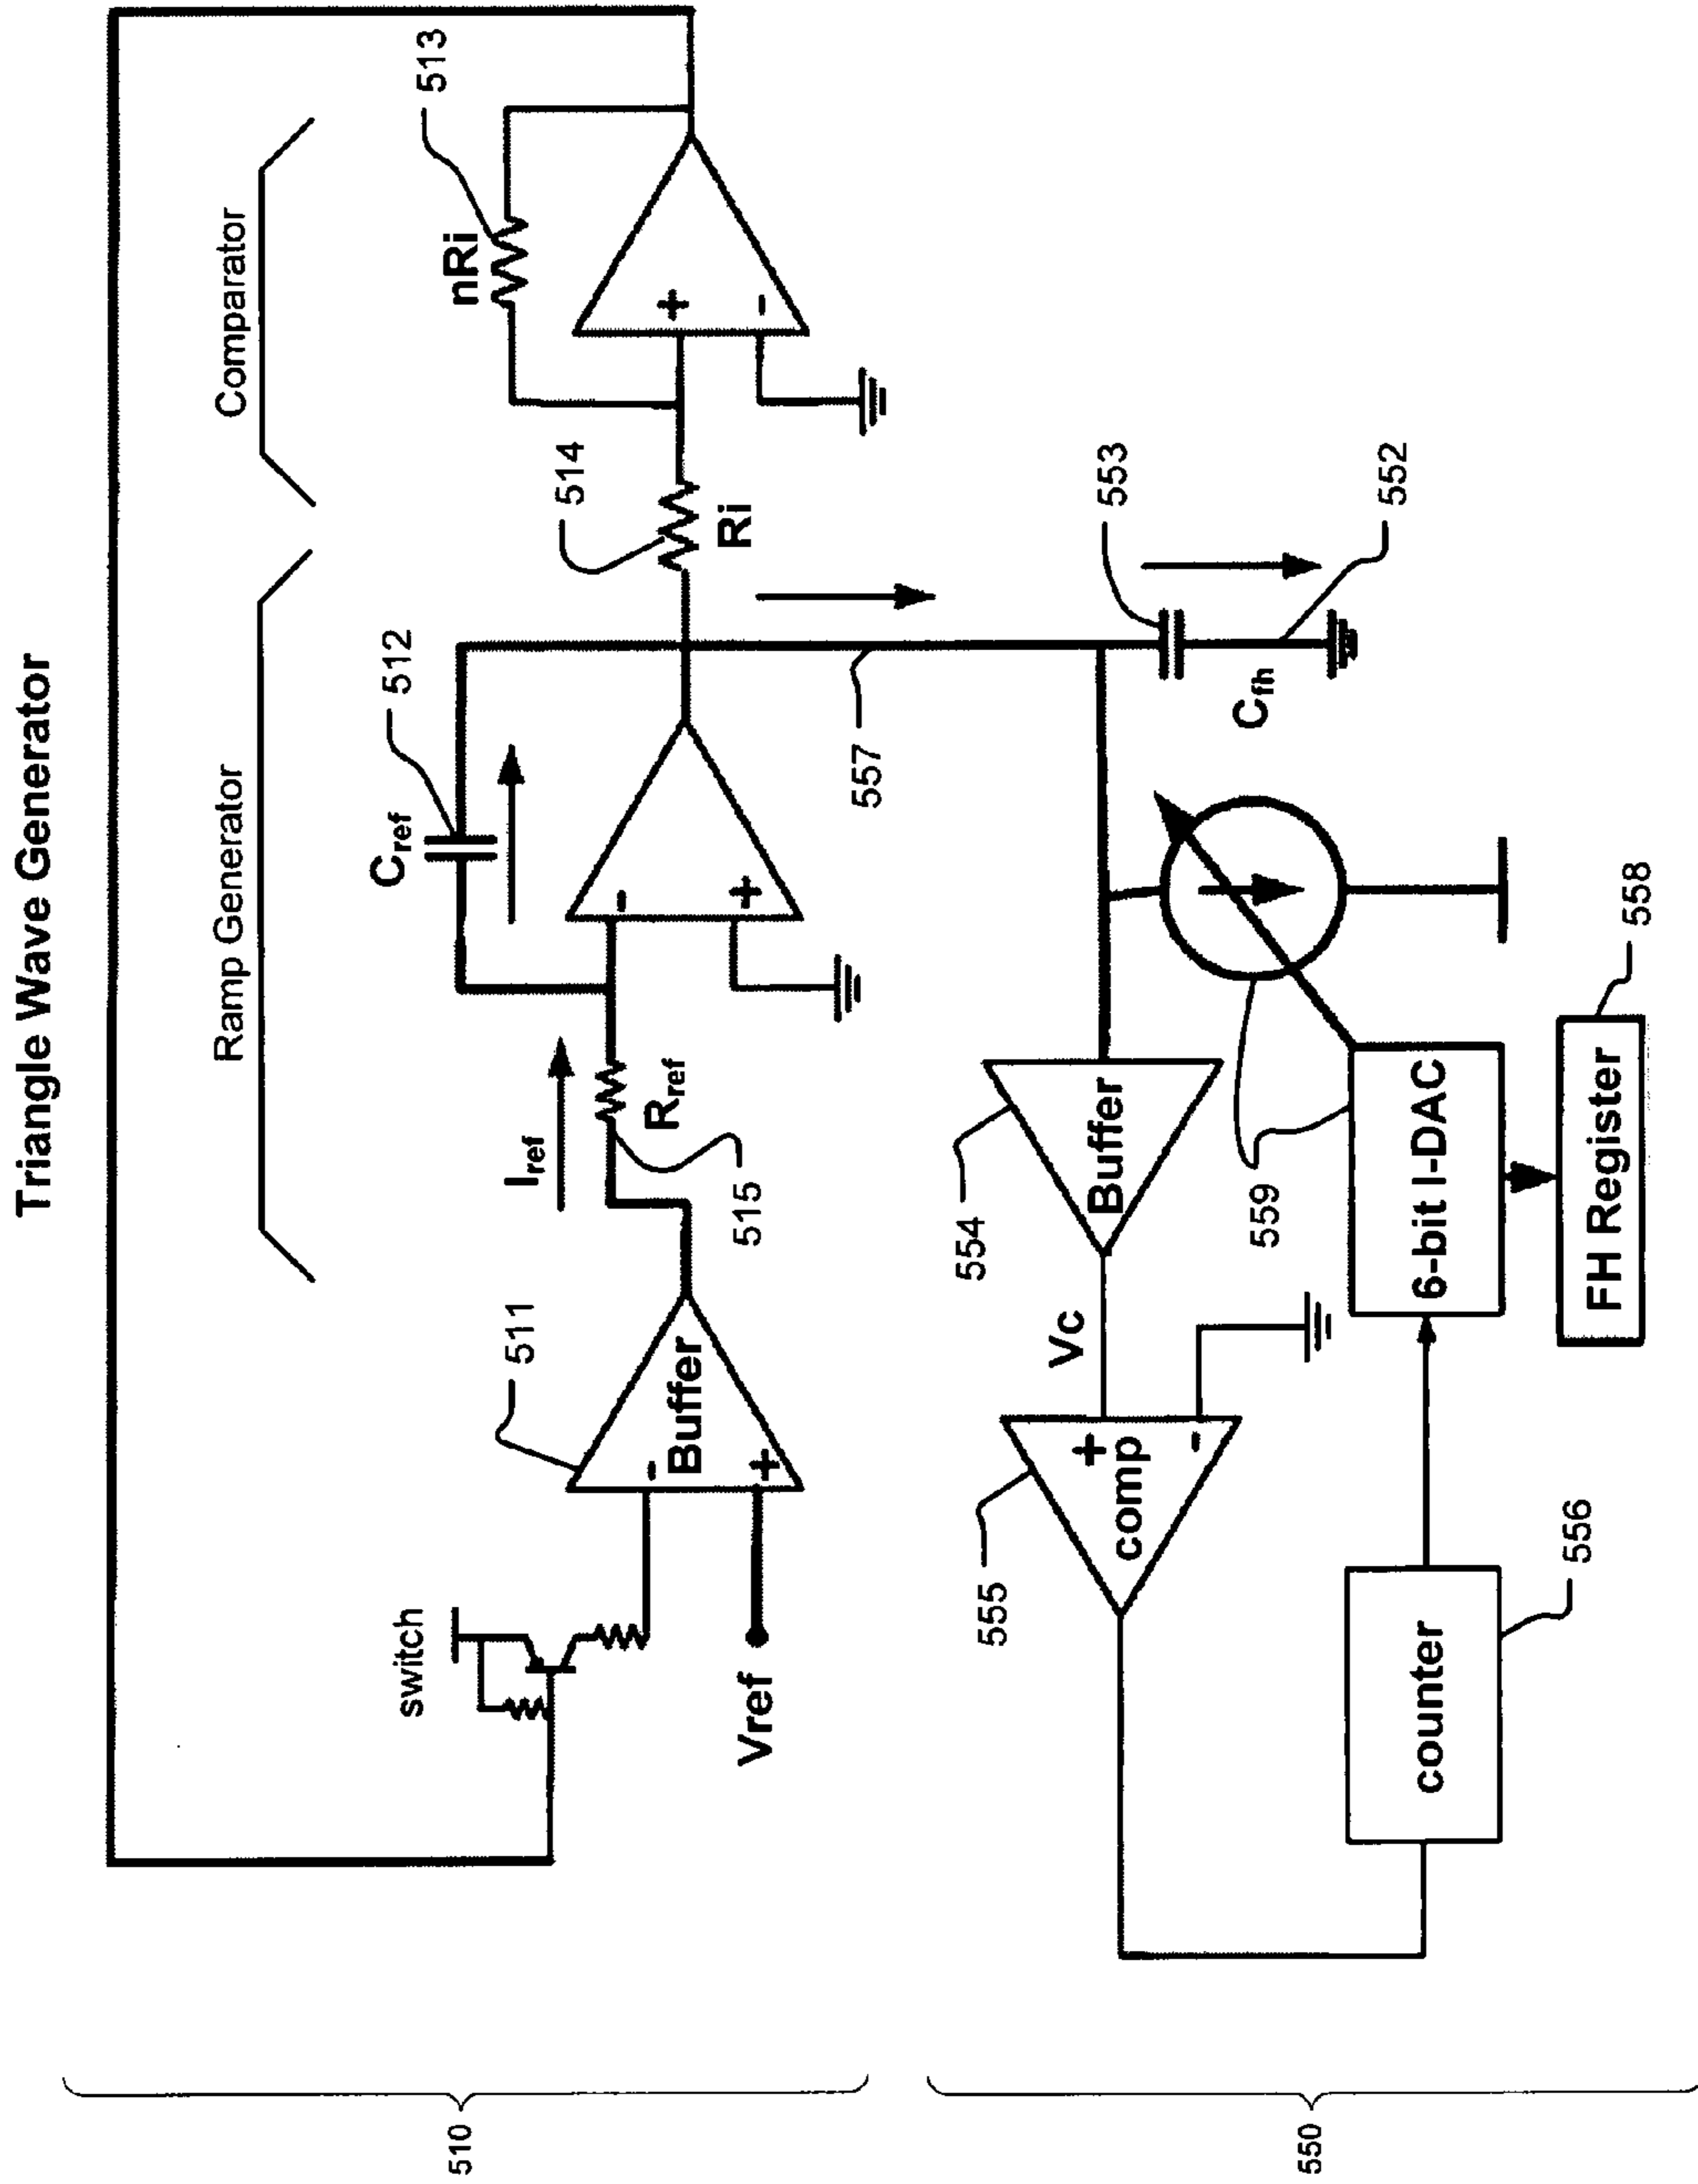 Triangle Wave Generator
Ramp Generator
Comparator
switch
Vref
-
Buffer
+
511
Iref
Rref
515
Cref
512
-
+
Ri
514
nRi
513
+
-
510
557
553
552
Cfh
Buffer
554
Vc
+
comp
-
555
counter
556
6-bit I-DAC
559
FH Register
558
550